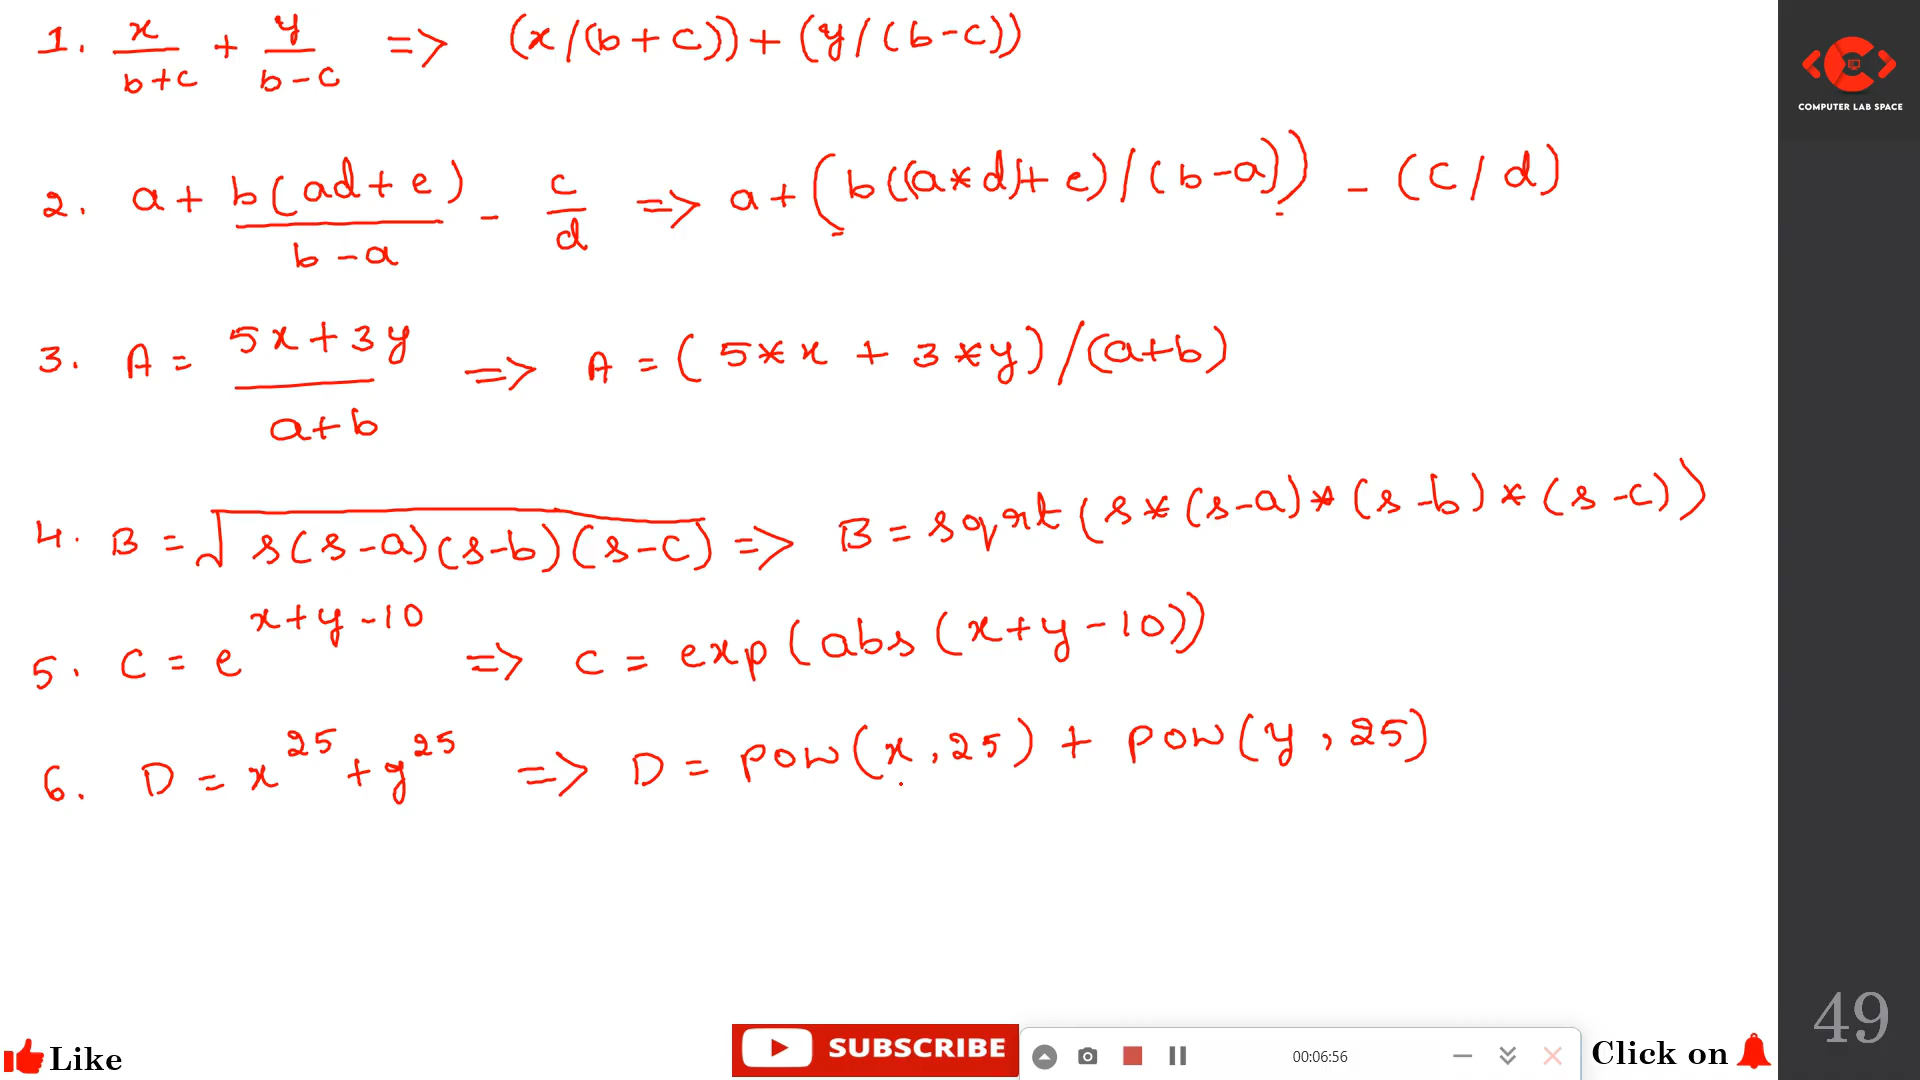 1. x/(b+c) + y/(b-c) => (x/(b+c))+(y/(b-c))
COMPUTER LAB SPACE
2. a+ b(ad+e)/(b-a) - c/d => a+(b((a*d)+e)/(b-a)) - (c/d)
3. A = (5x+3y)/(a+b) => A = (5*x + 3*y)/(a+b)
4. B = √s(s-a)(s-b)(s-c) => B = sqrt(s*(s-a)*(s-b)*(s-c))
5. C = e^x+y-10 => C = exp(abs(x+y-10))
6. D = x^25 + y^25 => D = pow(x,25) + pow(y,25)
49
Like
SUBSCRIBE
00:06:56
Click on